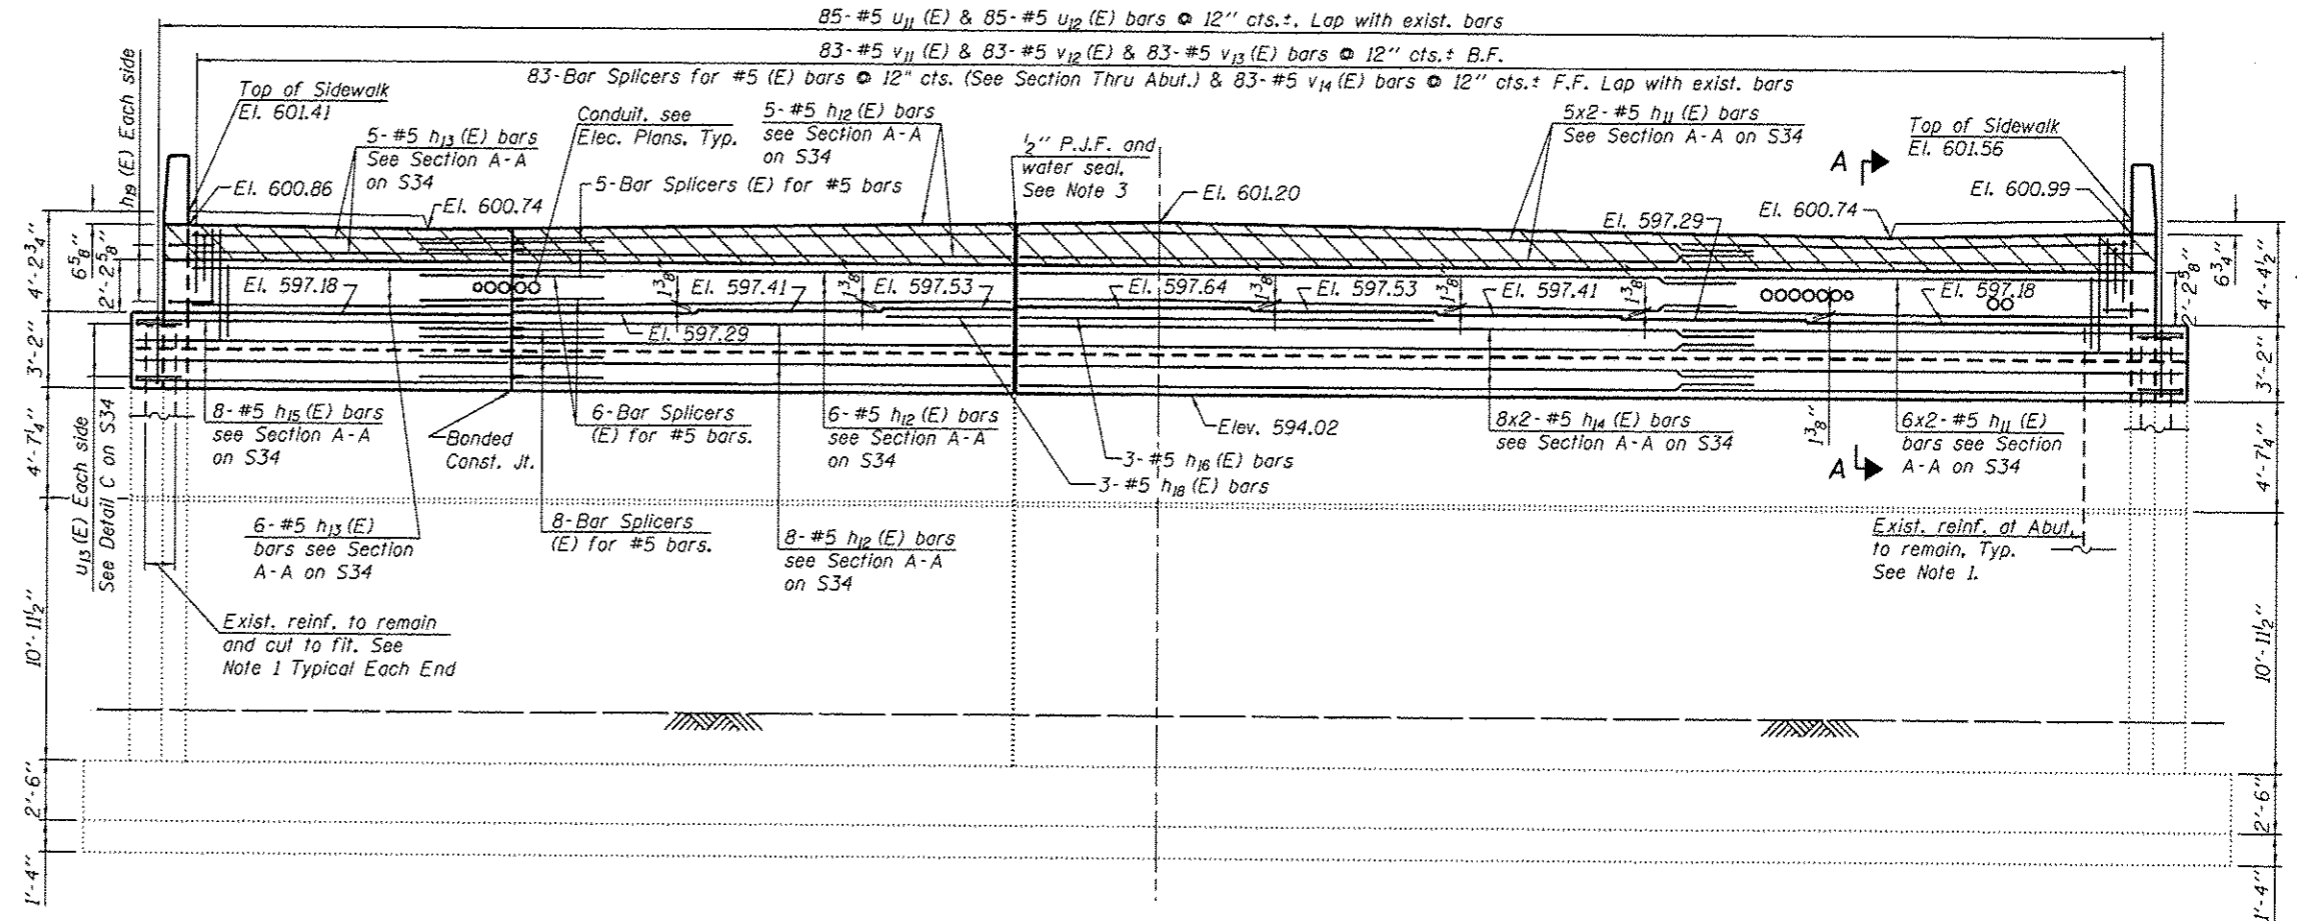 85-#5 u11 (E) & 85-#5 u12 (E) bars @ 12" cts.±. Lap with exist. bars
83-#5 v11 (E) & 83-#5 v12 (E) & 83-#5 v13 (E) bars @ 12" cts.± B.F.
83-Bar Splicers for #5 (E) bars @ 12" cts. (See Section Thru Abut.) & 83-#5 v14 (E) bars @ 12" cts.± F.F. Lap with exist. bars
h19 (E) Each side
Top of Sidewalk
El. 601.41
5-#5 h13 (E) bars
See Section A-A
on S34
Conduit. see
Elec. Plans. Typ.
5-#5 h12 (E) bars
see Section A-A
on S34
5-Bar Splicers (E) for #5 bars
1/2" P.J.F. and
water seal.
See Note 3
5x2-#5 h11 (E) bars
See Section A-A on S34
Top of Sidewalk
El. 601.56
A
El. 600.86
El. 600.74
El. 601.20
El. 597.29
El. 600.74
El. 600.99
4'-2 3/4"
6 5/8"
2'-2 5/8"
3'-2"
4'-7 1/4"
10'-11 1/2"
2'-6"
1'-4"
El. 597.18
El. 597.29
1 3/8"
El. 597.41
1 3/8"
El. 597.53
El. 597.64
1 3/8"
El. 597.53
1 3/8"
El. 597.41
1 3/8"
El. 597.18
2'-2 5/8"
6 3/4"
4'-4 1/2"
3'-2"
4'-7 1/4"
10'-11 1/2"
2'-6"
1'-4"
u13 (E) Each side
See Detail C on S34
8-#5 h15 (E) bars
see Section A-A
on S34
Bonded
Const. Jt.
6-Bar Splicers
(E) for #5 bars.
6-#5 h12 (E) bars
see Section A-A
on S34
Elev. 594.02
3-#5 h16 (E) bars
3-#5 h18 (E) bars
8x2-#5 h14 (E) bars
see Section A-A on S34
1 3/8"
A
6x2-#5 h11 (E)
bars see Section
A-A on S34
6-#5 h13 (E)
bars see Section
A-A on S34
8-Bar Splicers
(E) for #5 bars.
8-#5 h12 (E) bars
see Section A-A
on S34
Exist. reinf. at Abut.
to remain, Typ.
See Note 1.
Exist. reinf. to remain
and cut to fit. See
Note 1 Typical Each End